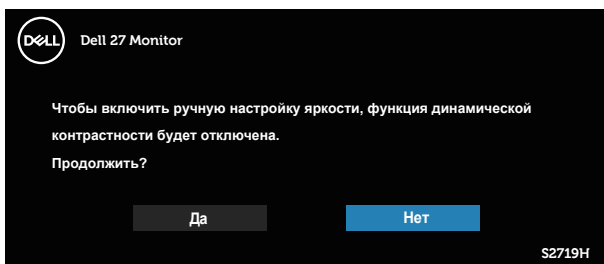 DELL Dell 27 Monitor
Чтобы включить ручную настройку яркости, функция динамической
контрастности будет отключена.
Продолжить?
Да Нет
S2719H